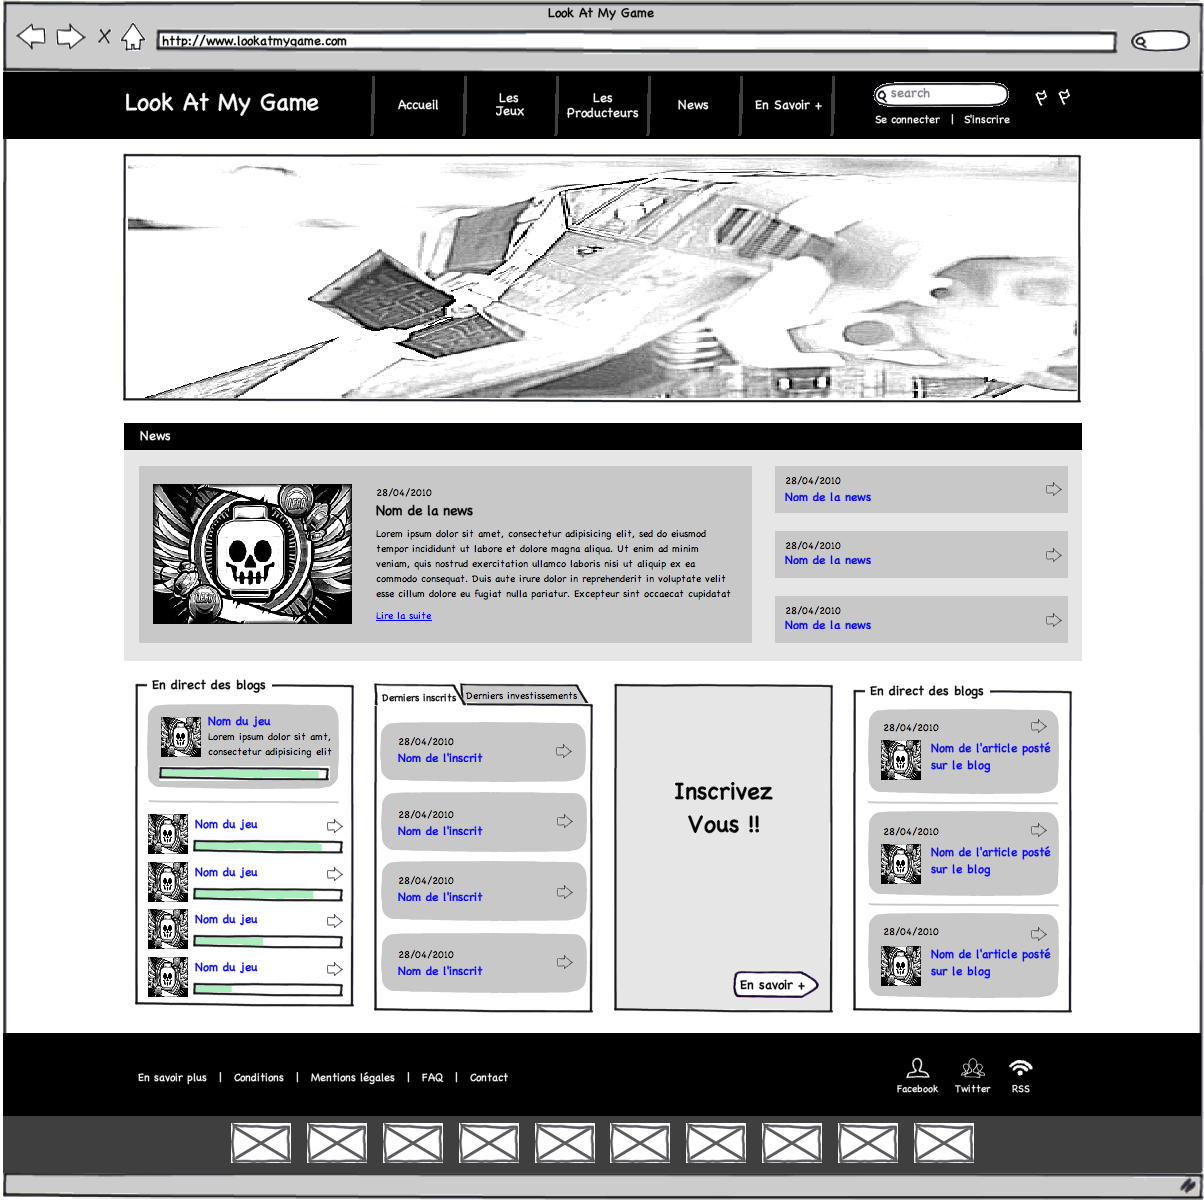 Look At My Game
http://www.lookatmygame.com
Look At My Game
Accueil
Les
Jeux
Les
Producteurs
News
En Savoir +
search
Se connecter | S'inscrire
News
28/04/2010
Nom de la news
Lorem ipsum dolor sit amet, consectetur adipisicing elit, sed do eiusmod
tempor incididunt ut labore et dolore magna aliqua. Ut enim ad minim
veniam, quis nostrud exercitation ullamco laboris nisi ut aliquip ex ea
commodo consequat. Duis aute irure dolor in reprehenderit in voluptate velit
esse cillum dolore eu fugiat nulla pariatur. Excepteur sint occaecat cupidatat
Lire la suite
28/04/2010
Nom de la news
28/04/2010
Nom de la news
28/04/2010
Nom de la news
En direct des blogs
Nom du jeu
Lorem ipsum dolor sit amt,
consectetur adipisicing elit
Nom du jeu
Nom du jeu
Nom du jeu
Nom du jeu
Derniers inscrits
Derniers investissements
28/04/2010
Nom de l'inscrit
28/04/2010
Nom de l'inscrit
28/04/2010
Nom de l'inscrit
28/04/2010
Nom de l'inscrit
Inscrivez
Vous !!
En savoir +
En direct des blogs
28/04/2010
Nom de l'article posté
sur le blog
28/04/2010
Nom de l'article posté
sur le blog
28/04/2010
Nom de l'article posté
sur le blog
En savoir plus | Conditions | Mentions légales | FAQ | Contact
Facebook
Twitter
RSS